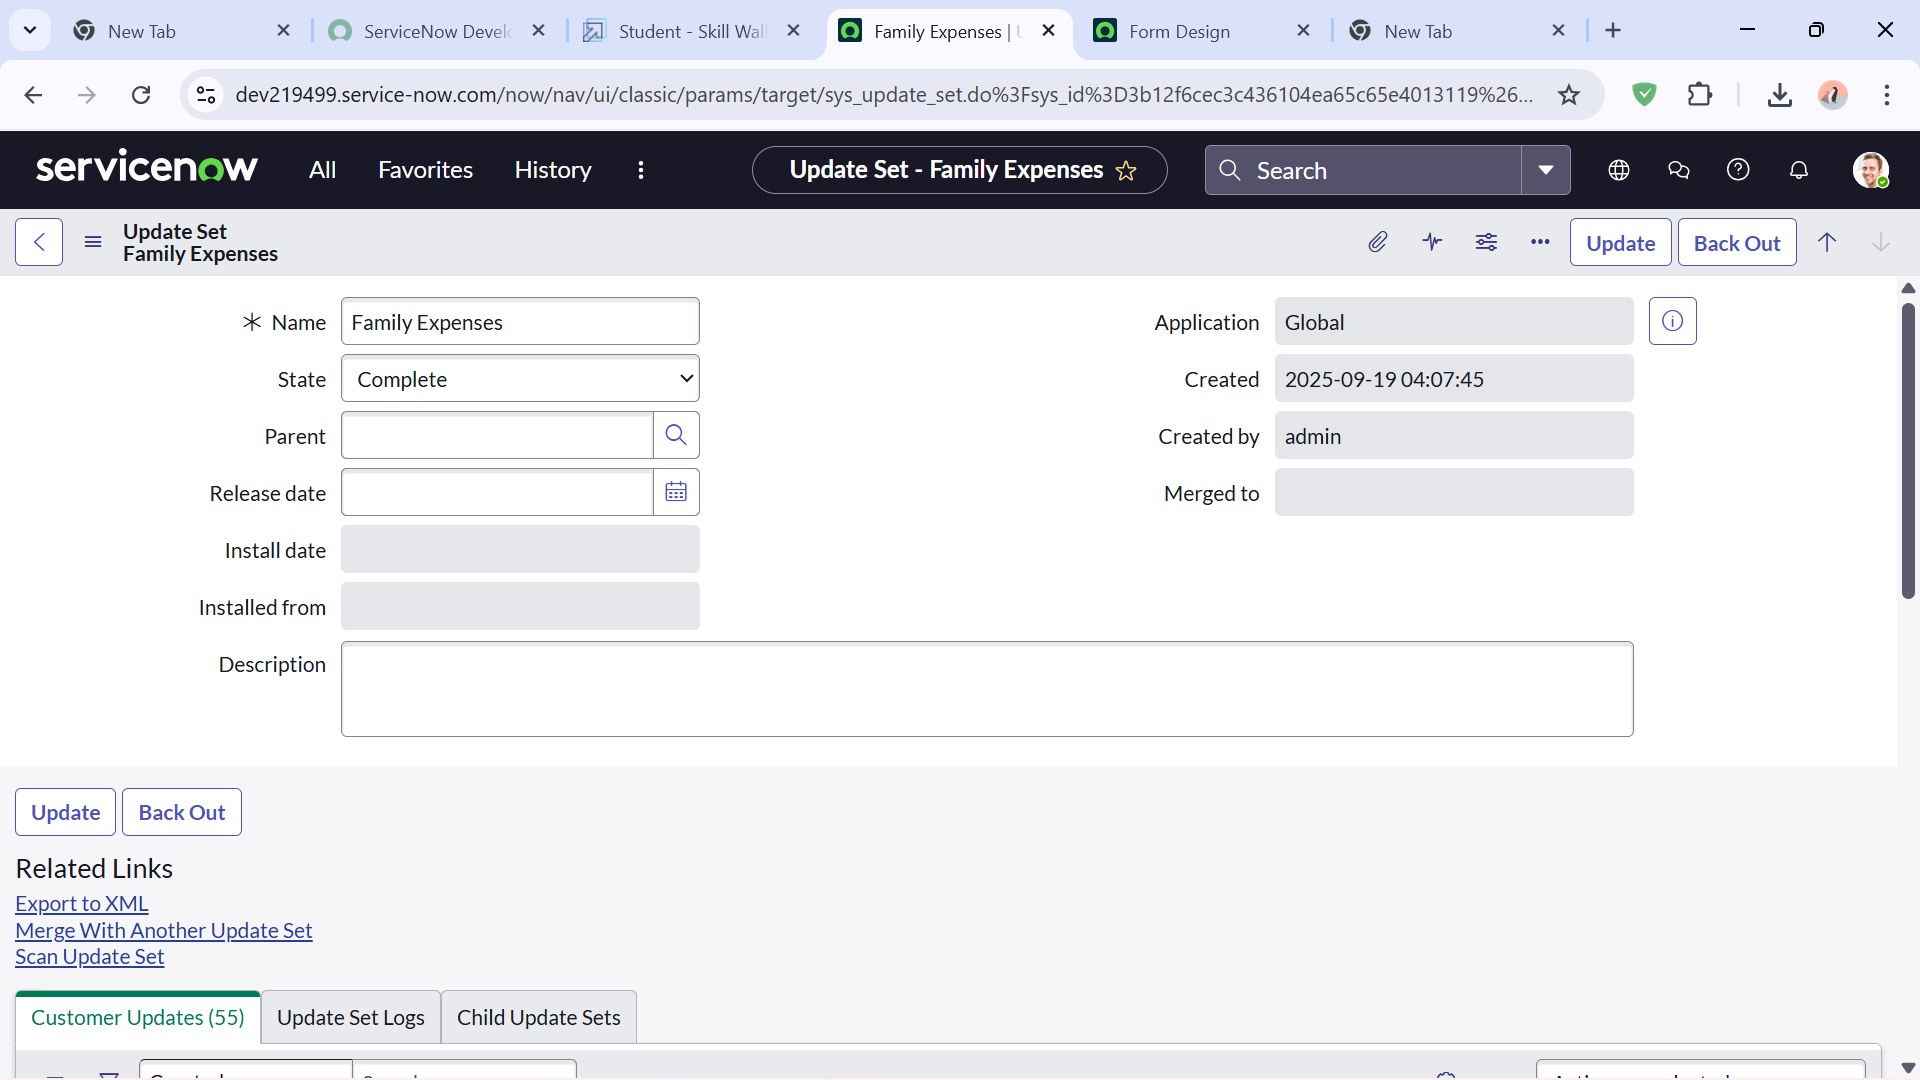 New Tab
ServiceNow Devel
Student - Skill Wall
Family Expenses |
Form Design
New Tab
dev219499.service-now.com/now/nav/ui/classic/params/target/sys_update_set.do%3Fsys_id%3D3b12f6cec3c436104ea65c65e4013119%26...
servicenow
All
Favorites
History
Update Set - Family Expenses
Search
Update Set
Family Expenses
Update
Back Out
Name
Family Expenses
Application
Global
State
Complete
Created
2025-09-19 04:07:45
Parent
Created by
admin
Release date
Merged to
Install date
Installed from
Description
Update
Back Out
Related Links
Export to XML
Merge With Another Update Set
Scan Update Set
Customer Updates (55)
Update Set Logs
Child Update Sets